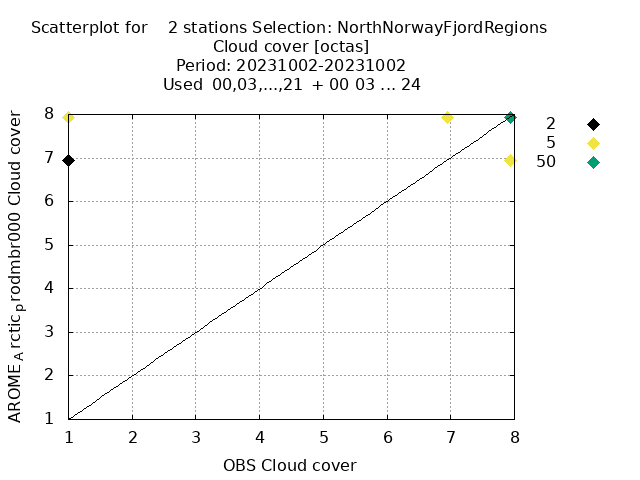 Scatterplot for 2 stations Selection: NorthNorwayFjordRegions
Cloud cover [octas]
Period: 20231002-20231002
Used 00,03,...,21 + 00 03 ... 24
AROME_Arctic_prodmbr000 Cloud cover
8
7
6
5
4
3
2
1
1 2 3 4 5 6 7 8
OBS Cloud cover
2
5
50